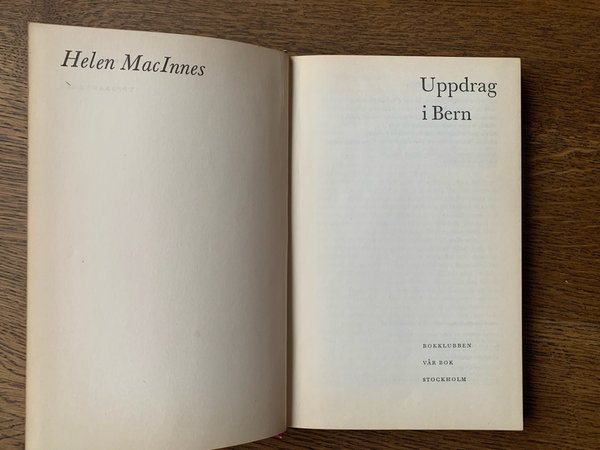 Helen MacInnes
Uppdrag
i Bern
BOKKLUBBEN
VÅR BOK
STOCKHOLM